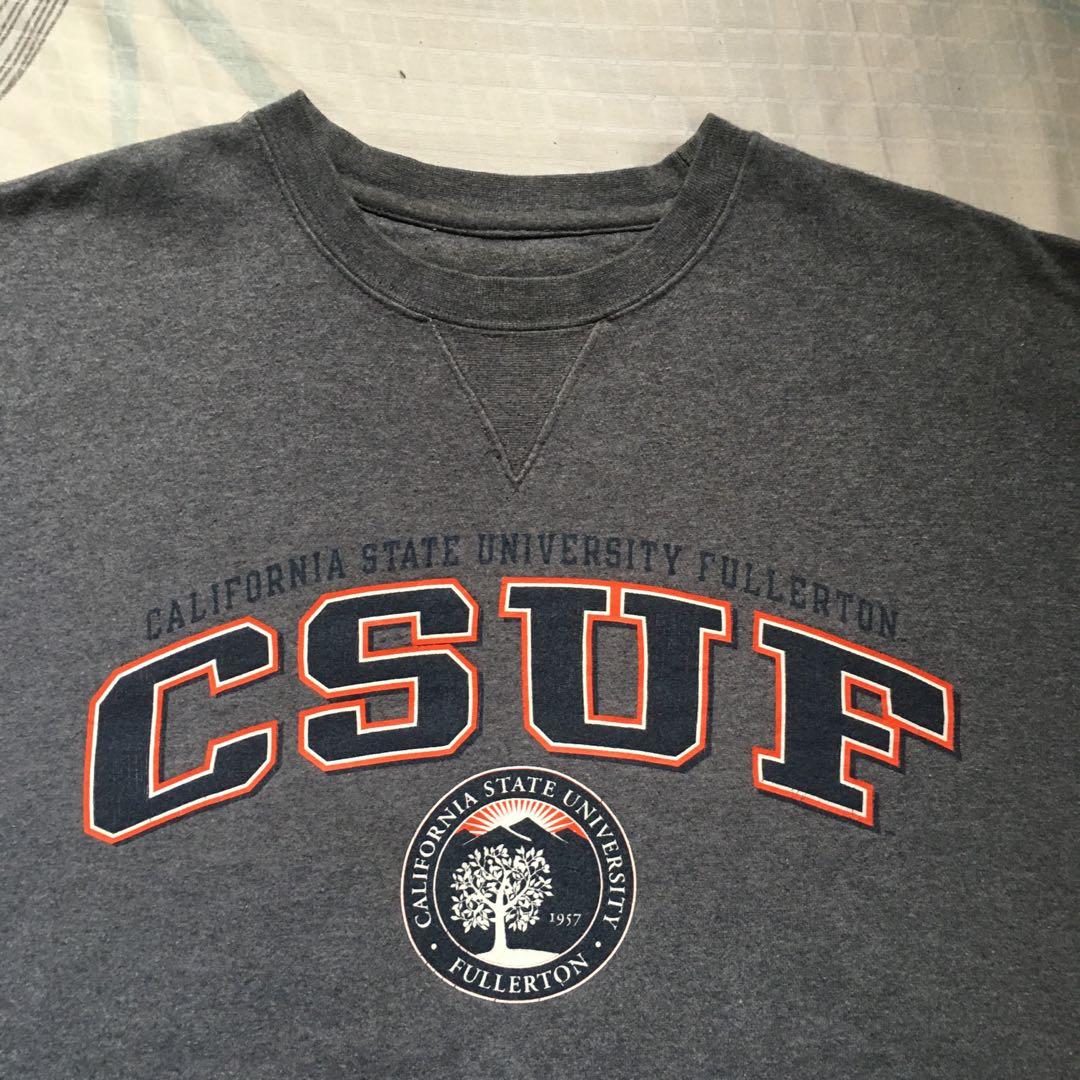 CALIFORNIA STATE UNIVERSITY FULLERTON
CSUF
CALIFORNIA STATE UNIVERSITY
1957
· FULLERTON ·